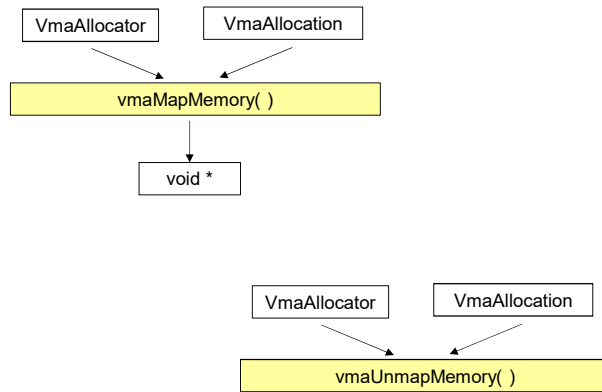 VmaAllocator
VmaAllocation
vmaMapMemory( )
void *
VmaAllocator
VmaAllocation
vmaUnmapMemory( )